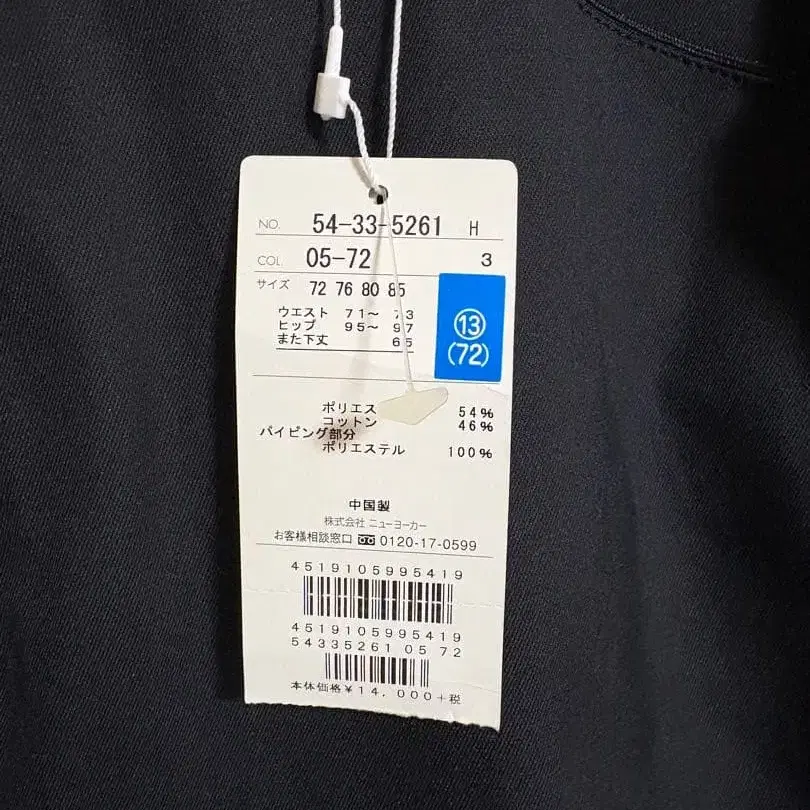 NO. 54-33-5261 H
COL. 05-72 3
サイズ 72 76 80 85
ウエスト 71〜 73
ヒップ 95〜 97
また下丈 65
⑬
(72)
ポリエス 54%
コットン 46%
パイピング部分
ポリエステル 100%
中国製
株式会社 ニューヨーカー
お客様相談窓口 0120-17-0599
4519105995419
4519105995419
54335261 05 72
本体価格¥14,000+税